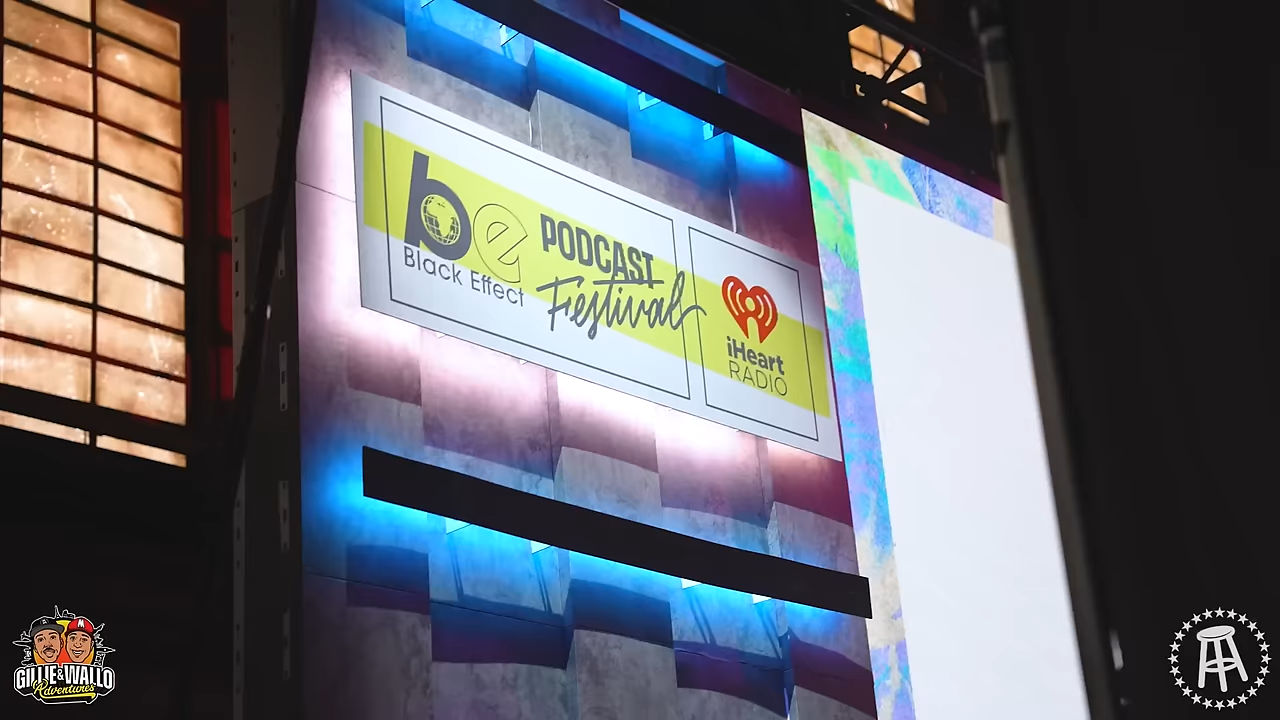 be
Black Effect
PODCAST
Festival
iHeart
RADIO
GILLIE & WALLO
Adventures